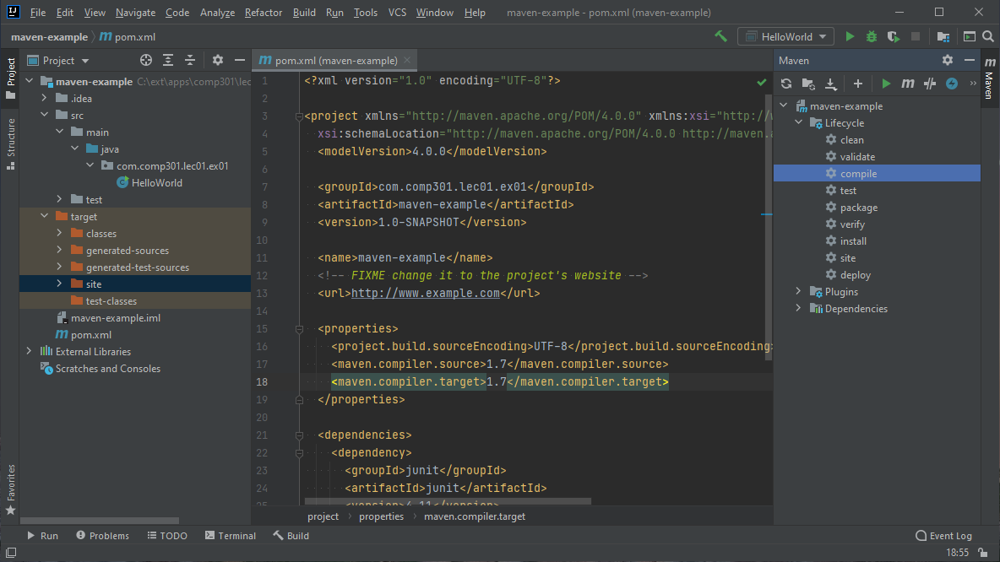 File Edit View Navigate Code Analyze Refactor Build Run Tools VCS Window Help maven-example - pom.xml (maven-example)
maven-example pom.xml HelloWorld
Project
Structure
Favorites
Project
maven-example C:\ext\apps\comp301\lec
.idea
src
main
java
com.comp301.lec01.ex01
HelloWorld
test
target
classes
generated-sources
generated-test-sources
site
test-classes
maven-example.iml
pom.xml
External Libraries
Scratches and Consoles
pom.xml (maven-example)
1 <?xml version="1.0" encoding="UTF-8"?>
2
3 <project xmlns="http://maven.apache.org/POM/4.0.0" xmlns:xsi="http://w
4 xsi:schemaLocation="http://maven.apache.org/POM/4.0.0 http://maven.a
5 <modelVersion>4.0.0</modelVersion>
6
7 <groupId>com.comp301.lec01.ex01</groupId>
8 <artifactId>maven-example</artifactId>
9 <version>1.0-SNAPSHOT</version>
10
11 <name>maven-example</name>
12 <!-- FIXME change it to the project's website -->
13 <url>http://www.example.com</url>
14
15 <properties>
16 <project.build.sourceEncoding>UTF-8</project.build.sourceEncoding>
17 <maven.compiler.source>1.7</maven.compiler.source>
18 <maven.compiler.target>1.7</maven.compiler.target>
19 </properties>
20
21 <dependencies>
22 <dependency>
23 <groupId>junit</groupId>
24 <artifactId>junit</artifactId>
25 <version>4.11</version>
project properties maven.compiler.target
Maven
maven-example
Lifecycle
clean
validate
compile
test
package
verify
install
site
deploy
Plugins
Dependencies
Maven
Run Problems TODO Terminal Build Event Log
18:55